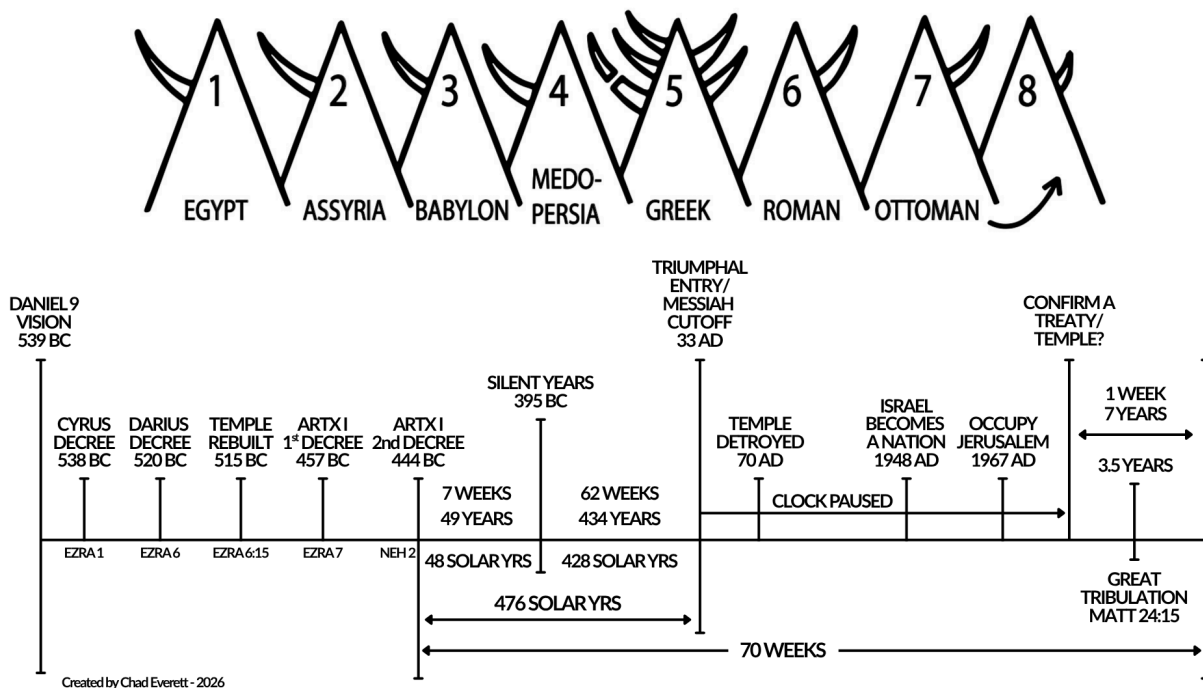 1
2
3
4
5
6
7
8
EGYPT
ASSYRIA
BABYLON
MEDO-
PERSIA
GREEK
ROMAN
OTTOMAN
DANIEL 9
VISION
539 BC
CYRUS
DECREE
538 BC
EZRA 1
DARIUS
DECREE
520 BC
EZRA 6
TEMPLE
REBUILT
515 BC
EZRA 6:15
ARTX I
1st DECREE
457 BC
EZRA 7
ARTX I
2nd DECREE
444 BC
NEH 2
7 WEEKS
49 YEARS
48 SOLAR YRS
SILENT YEARS
395 BC
62 WEEKS
434 YEARS
428 SOLAR YRS
476 SOLAR YRS
TRIUMPHAL
ENTRY/
MESSIAH
CUTOFF
33 AD
TEMPLE
DETROYED
70 AD
CLOCK PAUSED
ISRAEL
BECOMES
A NATION
1948 AD
OCCUPY
JERUSALEM
1967 AD
CONFIRM A
TREATY/
TEMPLE?
1 WEEK
7 YEARS
3.5 YEARS
GREAT
TRIBULATION
MATT 24:15
70 WEEKS
Created by Chad Everett - 2026